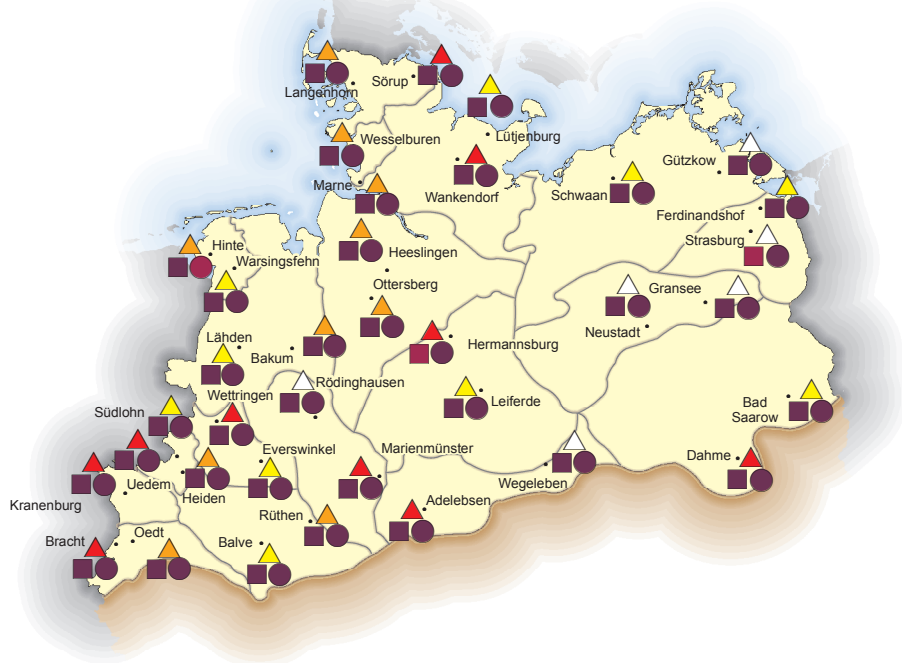 Sörup
Langenhorn
Lütjenburg
Wesselburen
Gützkow
Marne
Wankendorf
Schwaan
Ferdinandshof
Strasburg
Hinte
Heeslingen
Warsingsfehn
Ottersberg
Gransee
Neustadt
Lähden
Bakum
Hermannsburg
Rödinghausen
Wettringen
Leiferde
Bad
Saarow
Südlohn
Everswinkel
Marienmünster
Dahme
Uedem
Heiden
Wegeleben
Kranenburg
Adelebsen
Rüthen
Bracht
Oedt
Balve